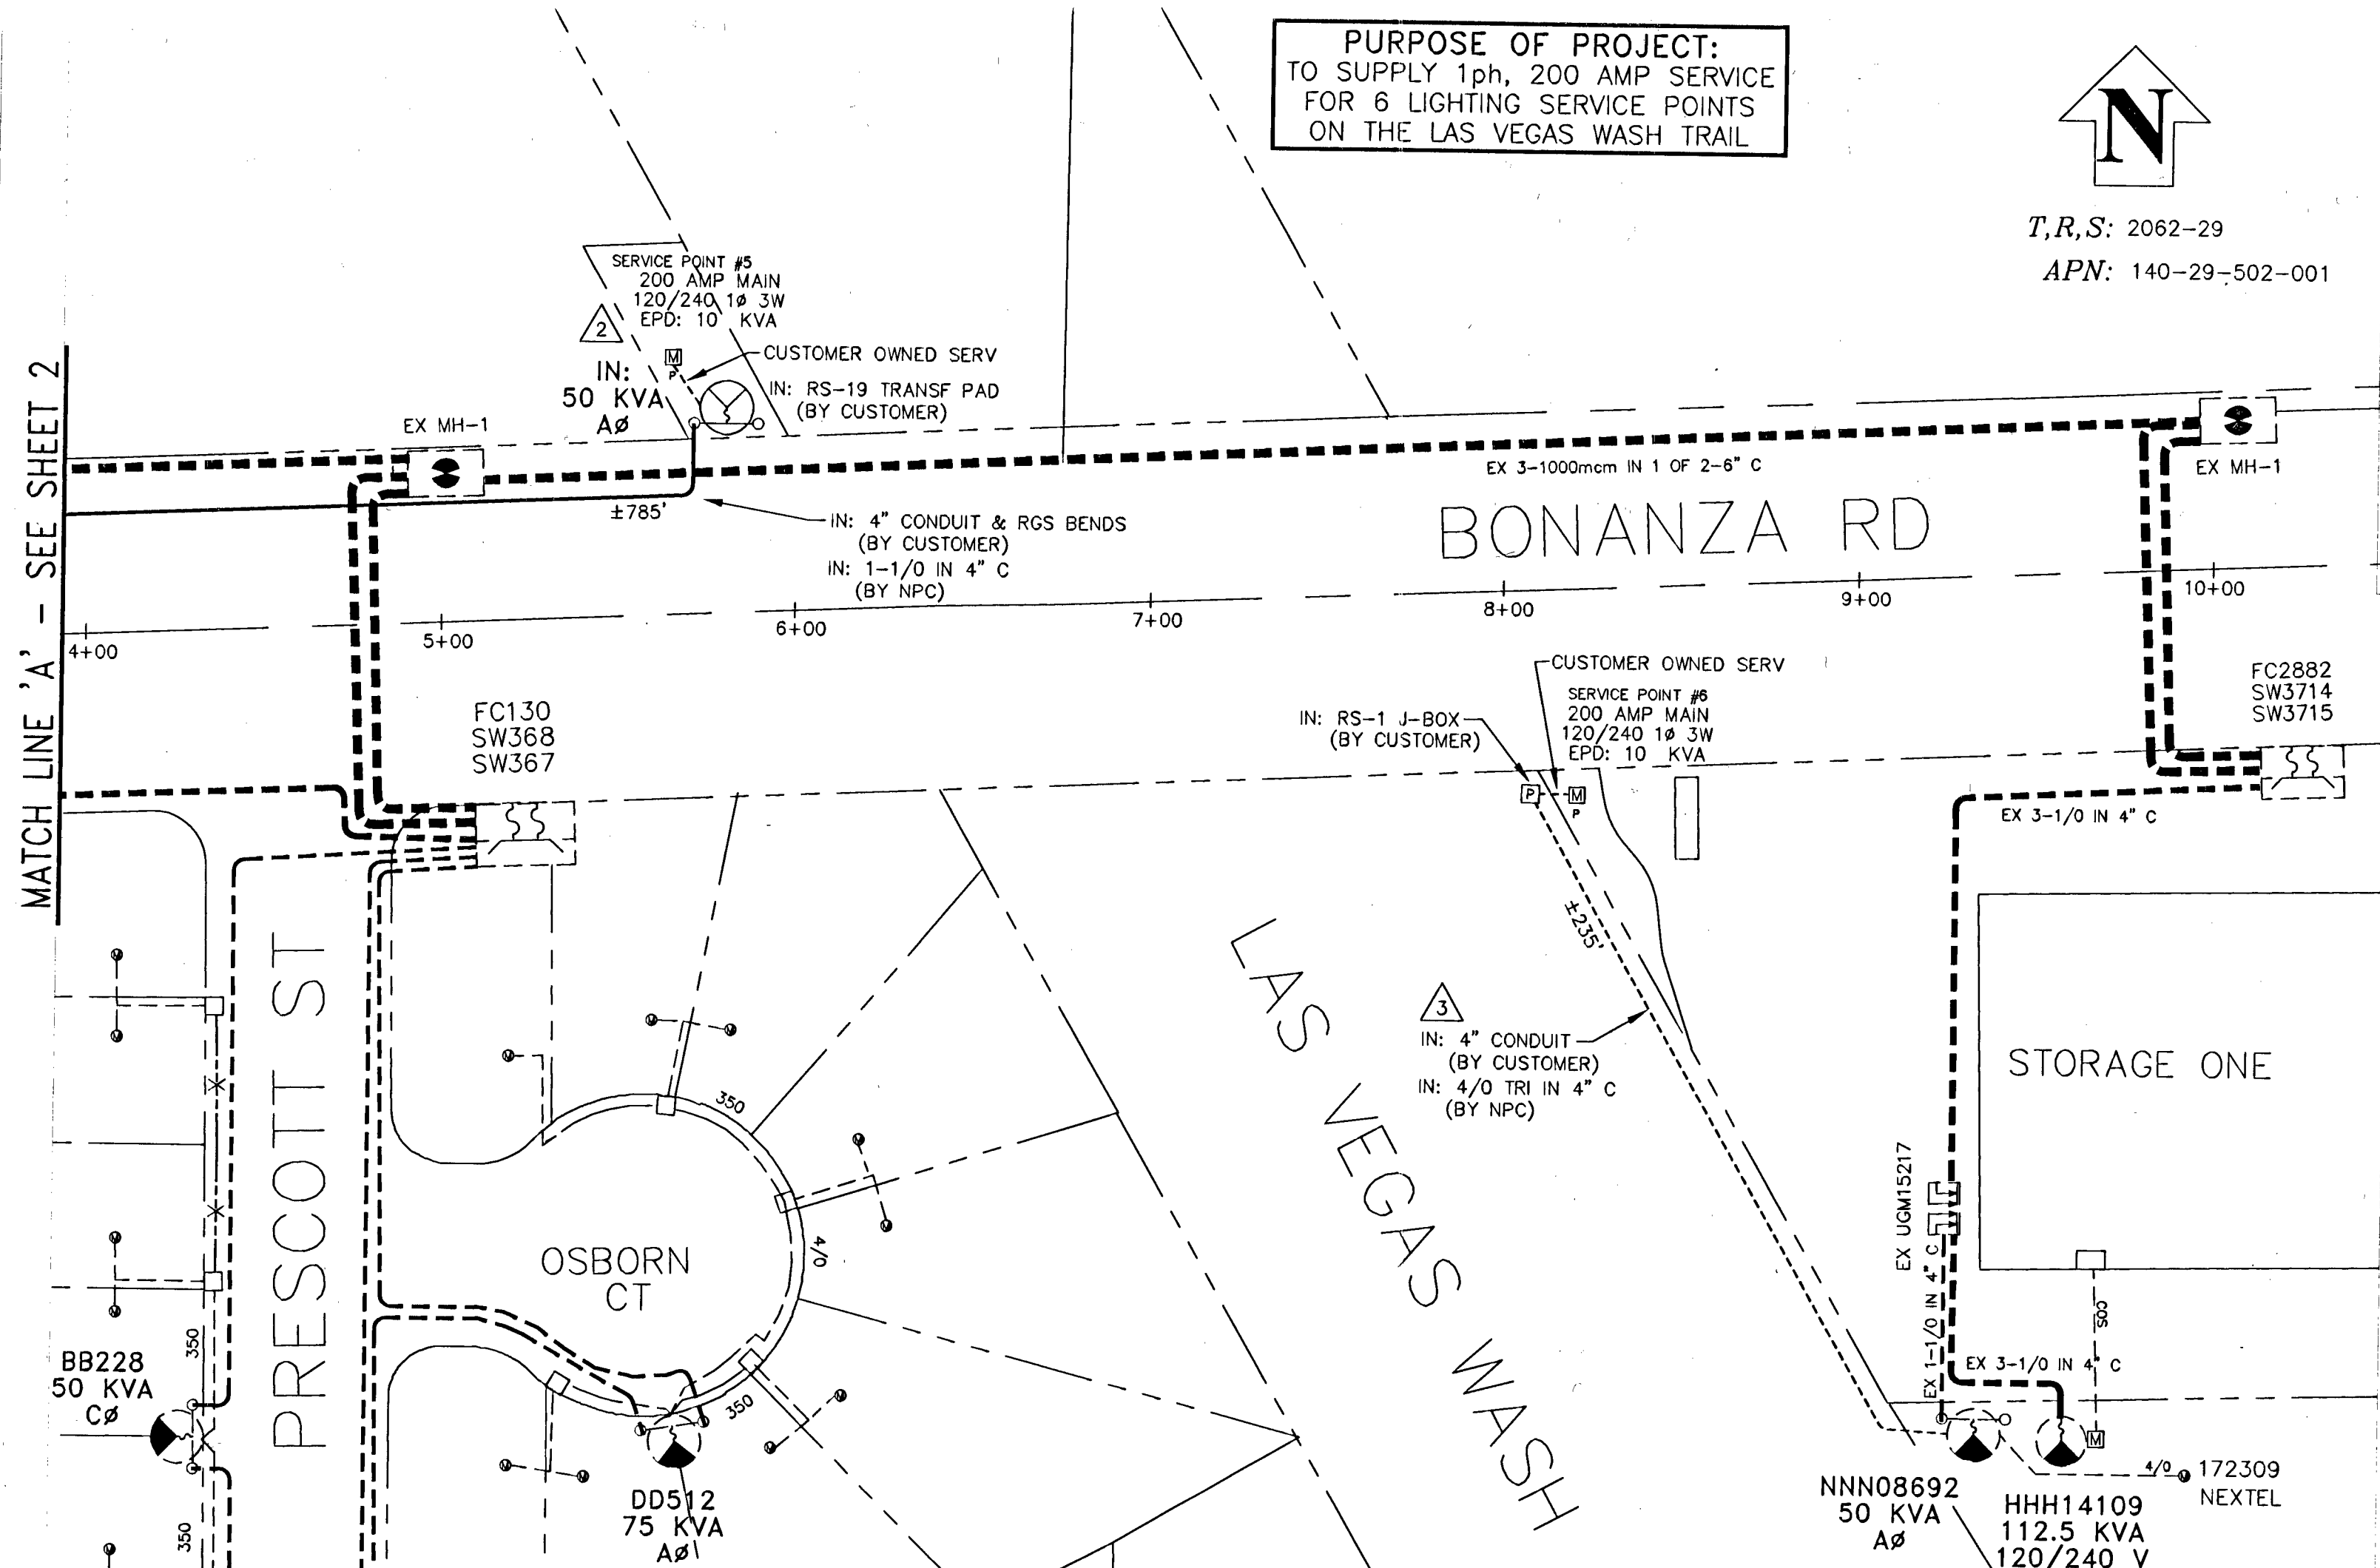 PURPOSE OF PROJECT:
TO SUPPLY 1ph, 200 AMP SERVICE
FOR 6 LIGHTING SERVICE POINTS
ON THE LAS VEGAS WASH TRAIL
N
T,R,S: 2062-29
APN: 140-29-502-001
MATCH LINE 'A' - SEE SHEET 2
SERVICE POINT #5
200 AMP MAIN
120/240 1ø 3W
EPD: 10 KVA
2
IN:
50 KVA
AØ
M
P
CUSTOMER OWNED SERV
IN: RS-19 TRANSF PAD
(BY CUSTOMER)
EX MH-1
±785'
IN: 4" CONDUIT & RGS BENDS
(BY CUSTOMER)
IN: 1-1/0 IN 4" C
(BY NPC)
EX 3-1000mcm IN 1 OF 2-6" C
EX MH-1
BONANZA RD
4+00
5+00
6+00
7+00
8+00
9+00
10+00
FC130
SW368
SW367
CUSTOMER OWNED SERV
IN: RS-1 J-BOX
(BY CUSTOMER)
SERVICE POINT #6
200 AMP MAIN
120/240 1ø 3W
EPD: 10 KVA
P
M
P
FC2882
SW3714
SW3715
EX 3-1/0 IN 4" C
±235'
3
IN: 4" CONDUIT
(BY CUSTOMER)
IN: 4/0 TRI IN 4" C
(BY NPC)
LAS VEGAS WASH
STORAGE ONE
PRESCOTT ST
OSBORN
CT
350
4/0
350
350
350
BB228
50 KVA
CØ
DD512
75 KVA
AØ
EX UGM15217
EX 1-1/0 IN 4" C
EX 3-1/0 IN 4" C
COS
M
4/0
172309
NEXTEL
NNN08692
50 KVA
AØ
HHH14109
112.5 KVA
120/240 V